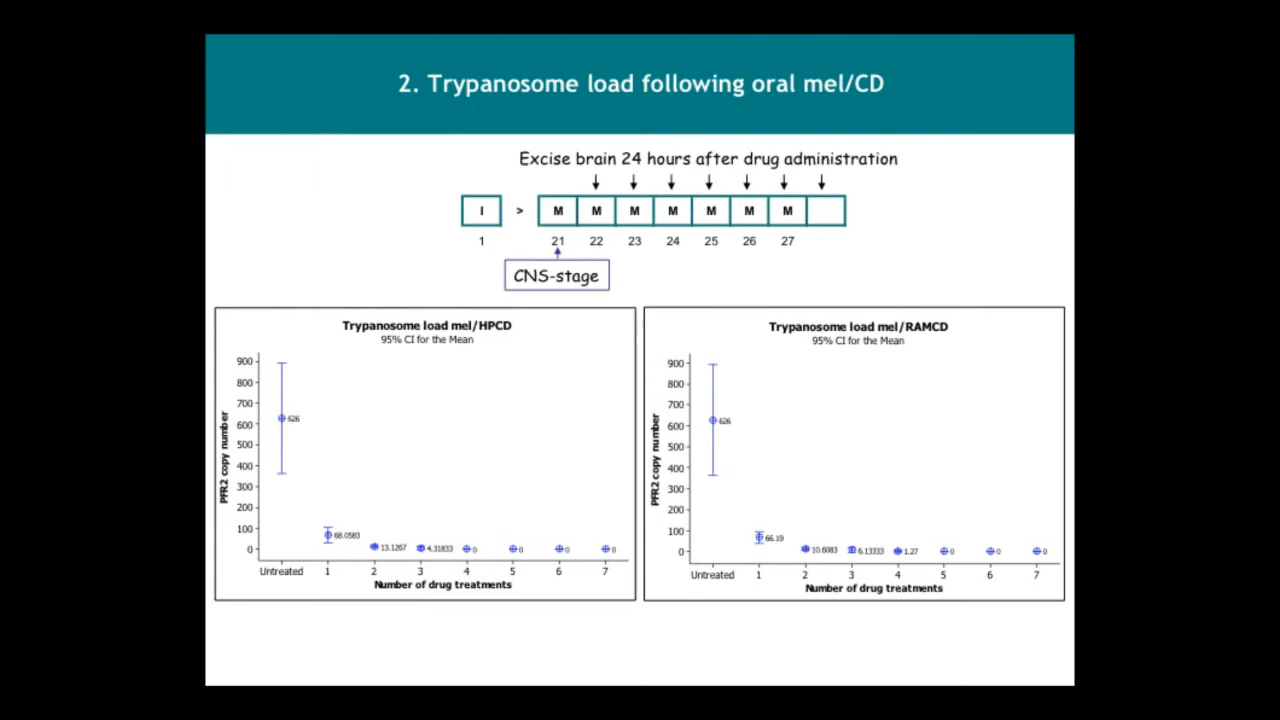 2. Trypanosome load following oral mel/CD
Excise brain 24 hours after drug administration
I > M M M M M M M
1 21 22 23 24 25 26 27
CNS-stage
Trypanosome load mel/HPCD
95% CI for the Mean
PFR2 copy number
900
800
700
600
500
400
300
200
100
0
626
68.0583
13.1267
4.31833
0
0
0
0
Untreated 1 2 3 4 5 6 7
Number of drug treatments
Trypanosome load mel/RAMCD
95% CI for the Mean
PFR2 copy number
900
800
700
600
500
400
300
200
100
0
626
66.19
10.6083
6.13333
1.27
0
0
0
Untreated 1 2 3 4 5 6 7
Number of drug treatments